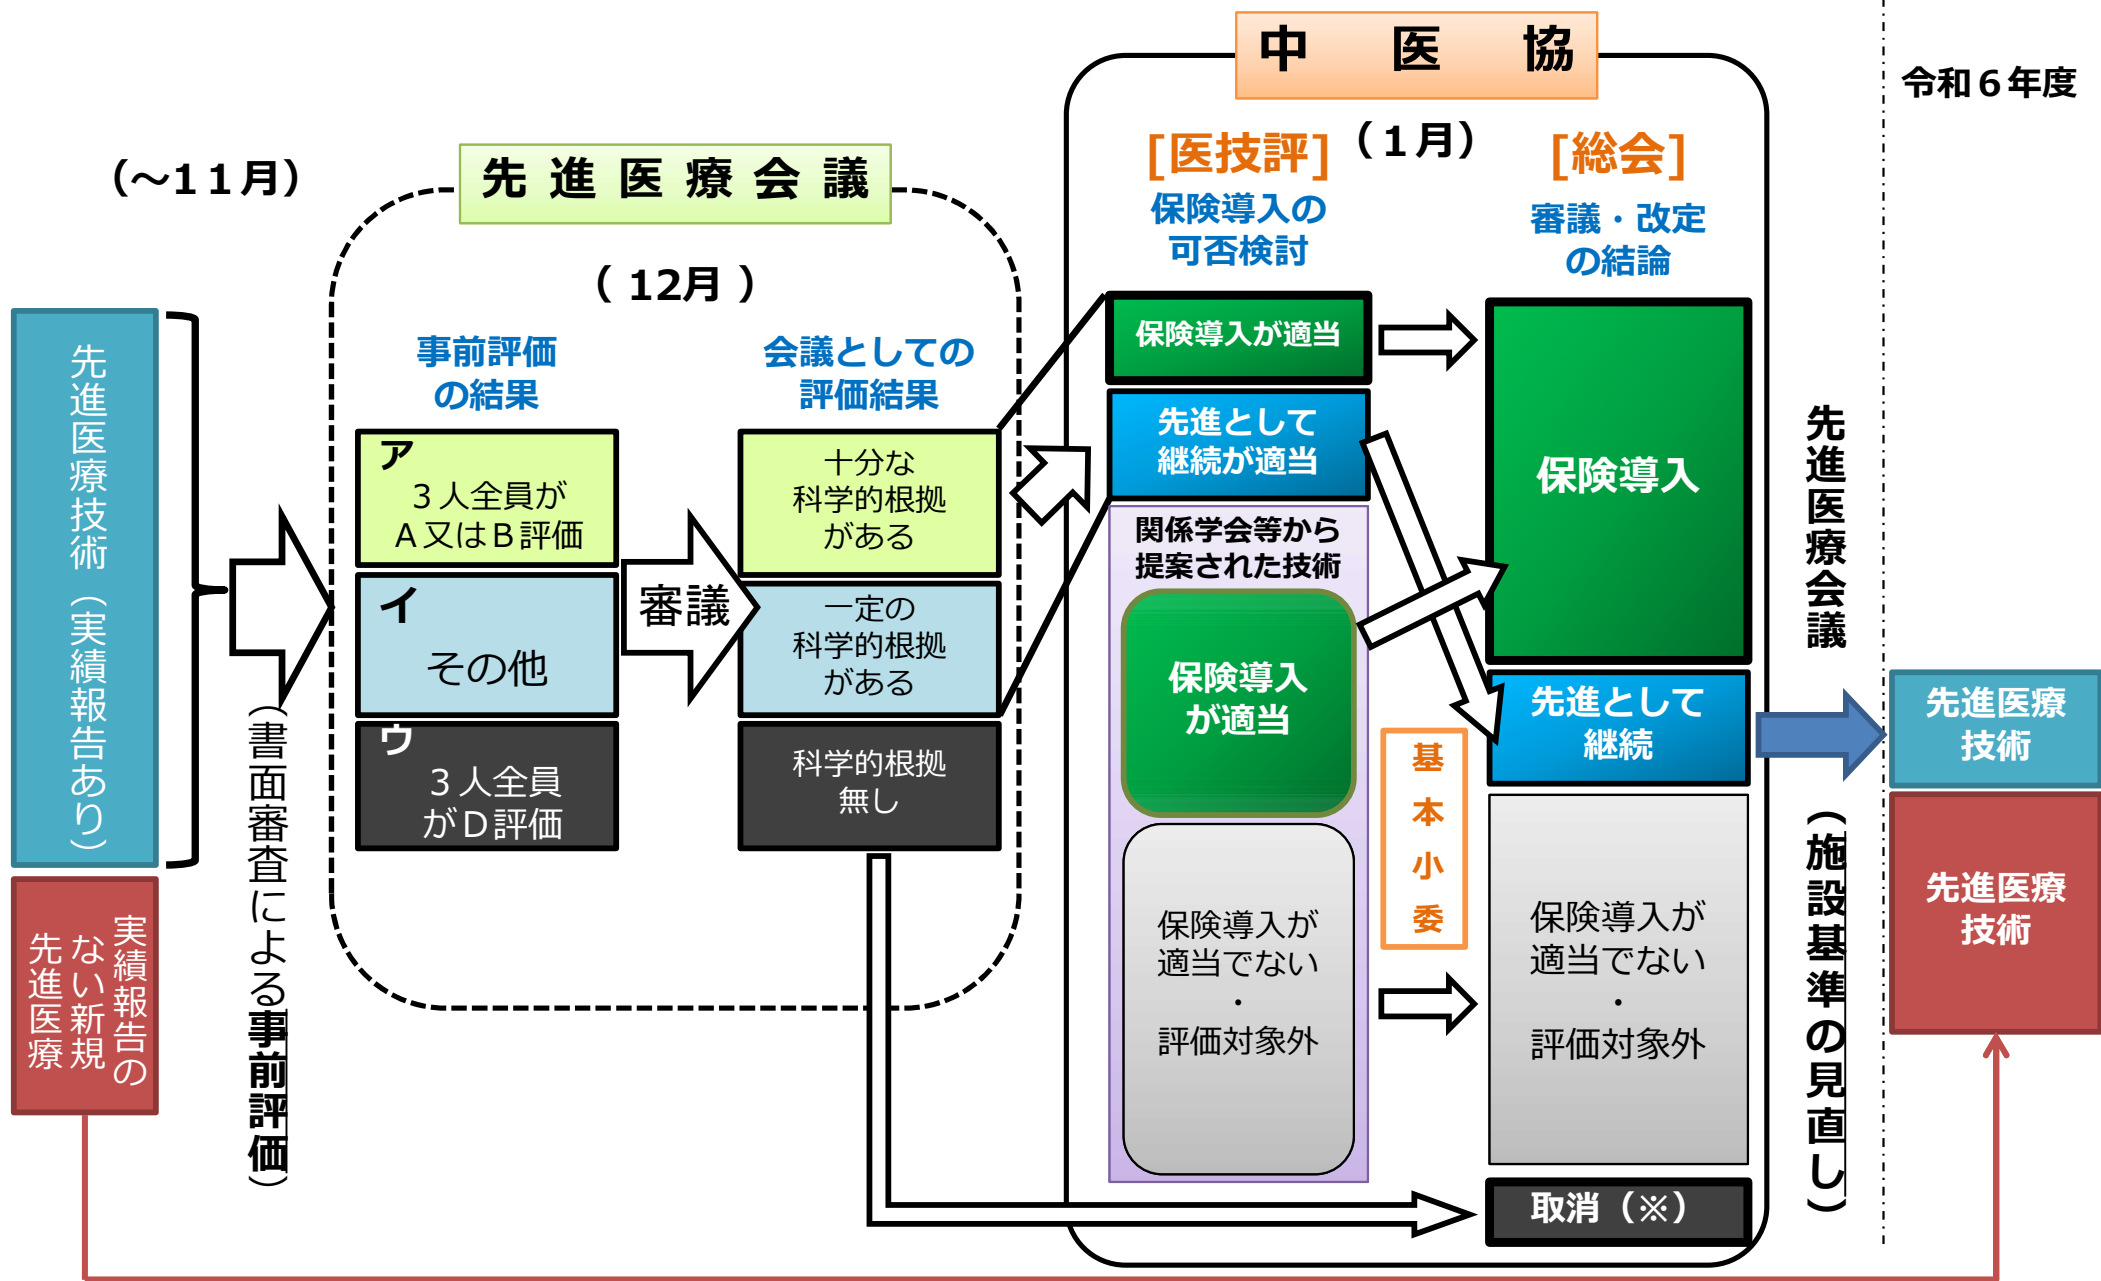 中医協
令和６年度
（～１１月）
先進医療会議
（ 12月 ）
[医技評]
（１月）
[総会]
保険導入の
可否検討
審議・改定
の結論
先進医療技術（実績報告あり）
実績報告の
ない新規
先進医療
（書面審査による事前評価）
事前評価
の結果
会議としての
評価結果
ア
３人全員が
Ａ又はＢ評価
イ
その他
ウ
３人全員
がＤ評価
審議
十分な
科学的根拠
がある
一定の
科学的根拠
がある
科学的根拠
無し
保険導入が適当
先進として
継続が適当
関係学会等から
提案された技術
保険導入
が適当
保険導入が
適当でない
・
評価対象外
基本小委
保険導入
先進として
継続
保険導入が
適当でない
・
評価対象外
取消（※）
先進医療会議
（施設基準の見直し）
先進医療
技術
先進医療
技術